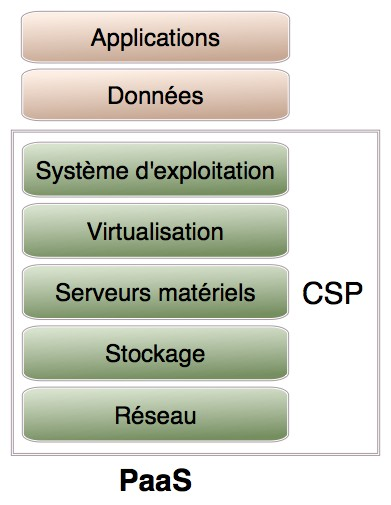 Applications
Données
Système d'exploitation
Virtualisation
Serveurs matériels
CSP
Stockage
Réseau
PaaS